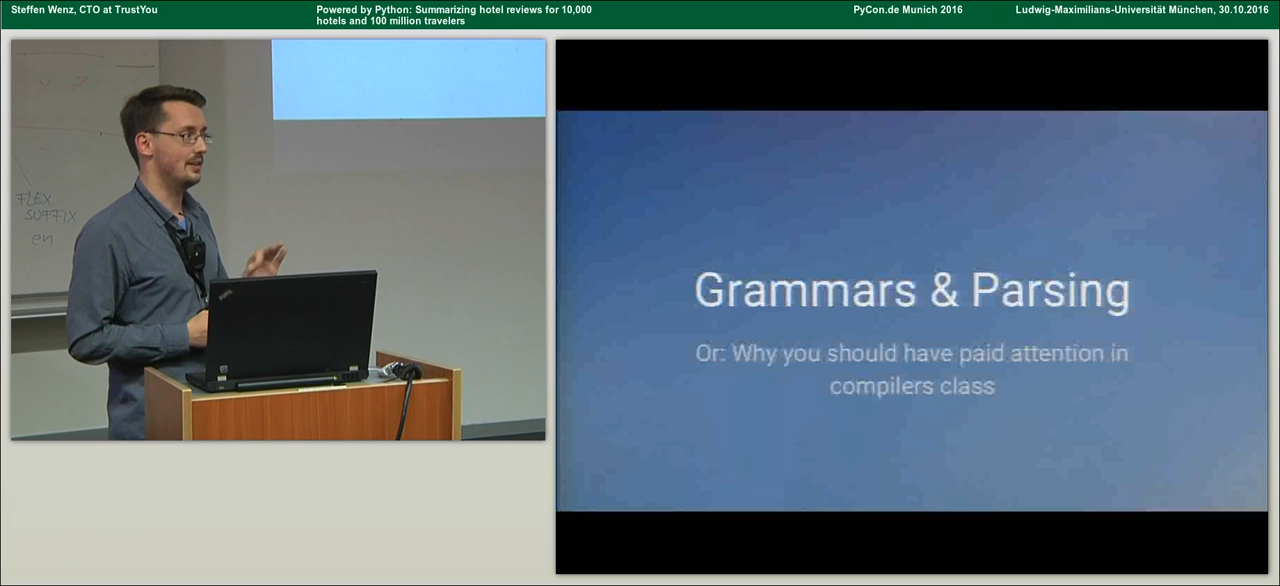 Steffen Wenz, CTO at TrustYou
Powered by Python: Summarizing hotel reviews for 10,000
hotels and 100 million travelers
PyCon.de Munich 2016
Ludwig-Maximilians-Universität München, 30.10.2016
FLEX
SUFFIX
en
Grammars & Parsing
Or: Why you should have paid attention in
compilers class